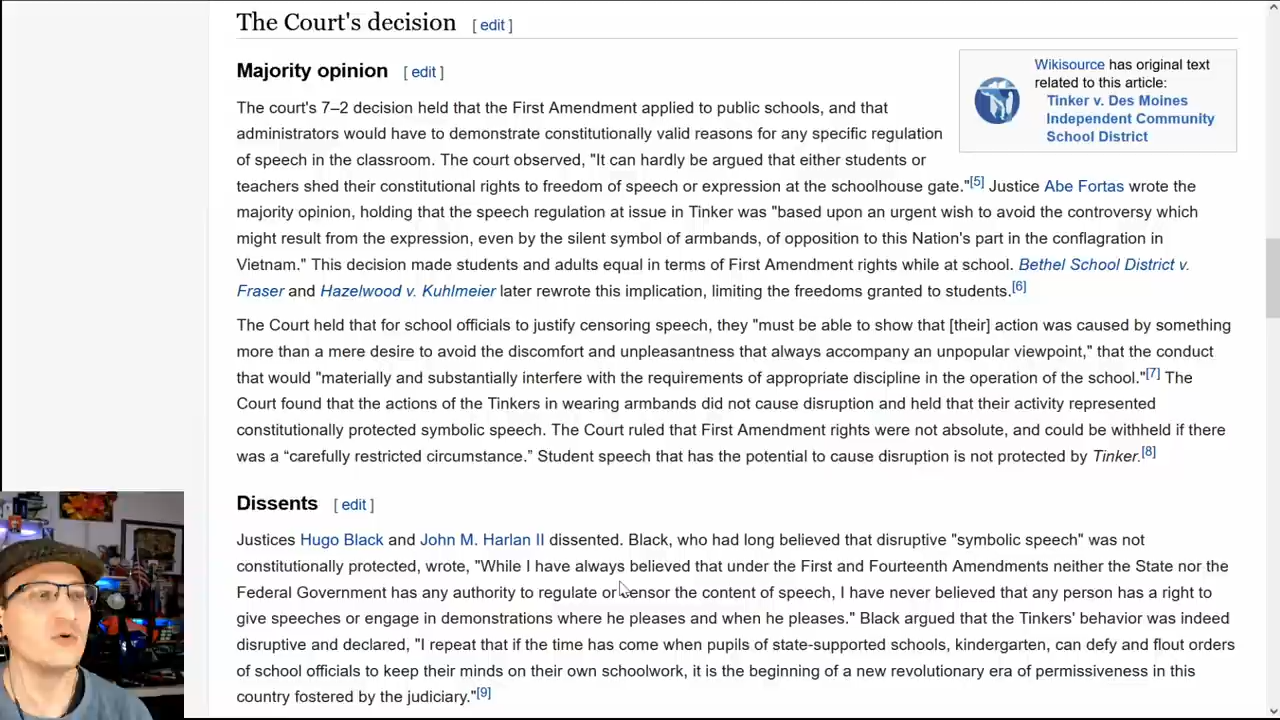 The Court's decision [ edit ]
Majority opinion [ edit ]
Wikisource has original text
related to this article:
Tinker v. Des Moines
Independent Community
School District
The court's 7–2 decision held that the First Amendment applied to public schools, and that
administrators would have to demonstrate constitutionally valid reasons for any specific regulation
of speech in the classroom. The court observed, "It can hardly be argued that either students or
teachers shed their constitutional rights to freedom of speech or expression at the schoolhouse gate."[5] Justice Abe Fortas wrote the
majority opinion, holding that the speech regulation at issue in Tinker was "based upon an urgent wish to avoid the controversy which
might result from the expression, even by the silent symbol of armbands, of opposition to this Nation's part in the conflagration in
Vietnam." This decision made students and adults equal in terms of First Amendment rights while at school. Bethel School District v.
Fraser and Hazelwood v. Kuhlmeier later rewrote this implication, limiting the freedoms granted to students.[6]
The Court held that for school officials to justify censoring speech, they "must be able to show that [their] action was caused by something
more than a mere desire to avoid the discomfort and unpleasantness that always accompany an unpopular viewpoint," that the conduct
that would "materially and substantially interfere with the requirements of appropriate discipline in the operation of the school."[7] The
Court found that the actions of the Tinkers in wearing armbands did not cause disruption and held that their activity represented
constitutionally protected symbolic speech. The Court ruled that First Amendment rights were not absolute, and could be withheld if there
was a “carefully restricted circumstance.” Student speech that has the potential to cause disruption is not protected by Tinker.[8]
Dissents [ edit ]
Justices Hugo Black and John M. Harlan II dissented. Black, who had long believed that disruptive "symbolic speech" was not
constitutionally protected, wrote, "While I have always believed that under the First and Fourteenth Amendments neither the State nor the
Federal Government has any authority to regulate or censor the content of speech, I have never believed that any person has a right to
give speeches or engage in demonstrations where he pleases and when he pleases." Black argued that the Tinkers' behavior was indeed
disruptive and declared, "I repeat that if the time has come when pupils of state-supported schools, kindergarten, can defy and flout orders
of school officials to keep their minds on their own schoolwork, it is the beginning of a new revolutionary era of permissiveness in this
country fostered by the judiciary."[9]